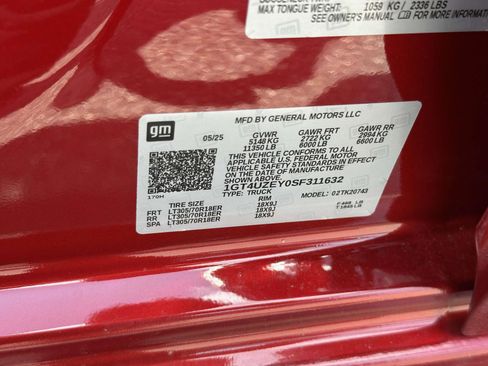 MAX TONGUE WEIGHT: 1059 KG / 2336 LBS
SEE OWNER'S MANUAL FOR MORE INFORMATION
gm
MFD BY GENERAL MOTORS LLC
05/25 GVWR GAWR FRT GAWR RR
5148 KG 2722 KG 2994 KG
11350 LB 6000 LB 6600 LB
THIS VEHICLE CONFORMS TO ALL
APPLICABLE U.S. FEDERAL MOTOR
VEHICLE SAFETY STANDARDS IN EFFECT
ON THE DATE OF MANUFACTURE
SHOWN ABOVE.
1GT4UZEY0SF311632
170H
TYPE: TRUCK MODEL: 02TK20743
TIRE SIZE RIM
FRT LT305/70R18ER 18X9J
RR LT305/70R18ER 18X9J
SPA LT305/70R18ER 18X9J